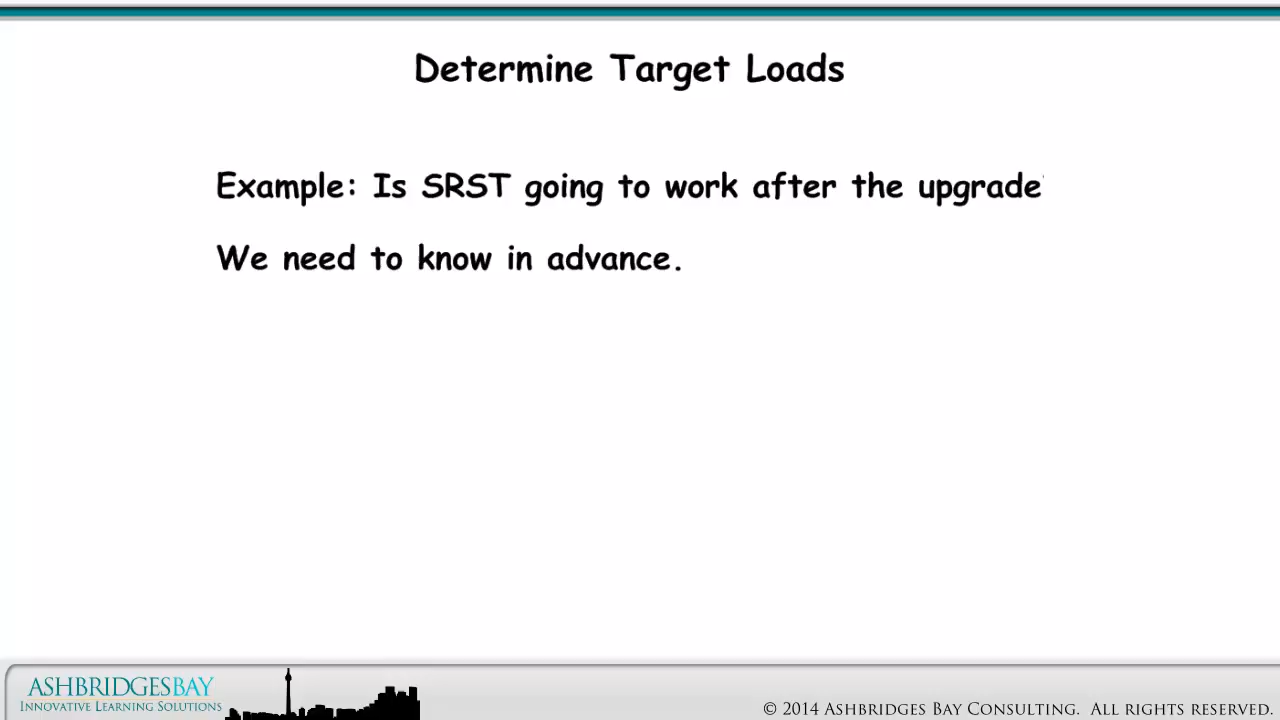 Determine Target Loads
Example: Is SRST going to work after the upgrade
We need to know in advance.
ASHBRIDGESBAY
INNOVATIVE LEARNING SOLUTIONS
© 2014 ASHBRIDGES BAY CONSULTING. ALL RIGHTS RESERVED.